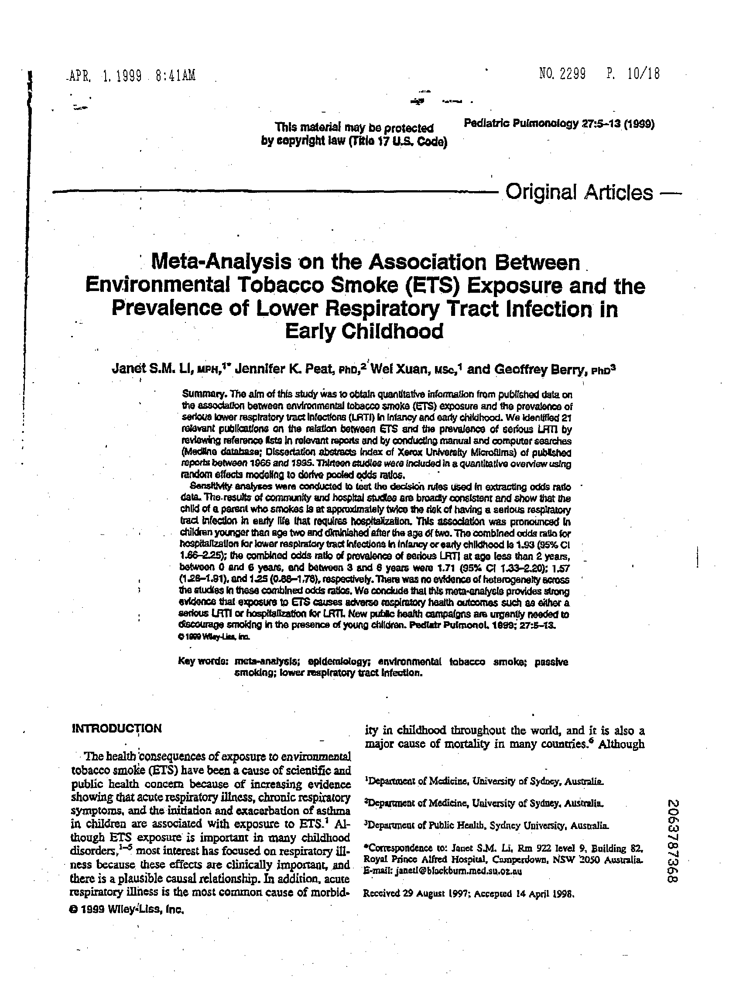 APR. 1. 1999 8:41AM
NO. 2299 P. 10/18
This material may be protected
by copyright law (Title 17 U.S. Code)
Pediatric Pulmonology 27:5–13 (1999)
Original Articles
Meta-Analysis on the Association Between
Environmental Tobacco Smoke (ETS) Exposure and the
Prevalence of Lower Respiratory Tract Infection in
Early Childhood
Janet S.M. Li, MPH,1* Jennifer K. Peat, PhD,2 Wei Xuan, MSc,1 and Geoffrey Berry, PhD3
Summary. The aim of this study was to obtain quantitative information from published data on
the association between environmental tobacco smoke (ETS) exposure and the prevalence of
serious lower respiratory tract infections (LRTI) in infancy and early childhood. We identified 21
relevant publications on the relation between ETS and the prevalence of serious LRTI by
reviewing reference lists in relevant reports and by conducting manual and computer searches
(Medline database; Dissertation abstracts index of Xerox University Microfilms) of published
reports between 1966 and 1995. Thirteen studies were included in a quantitative overview using
random effects modeling to derive pooled odds ratios.
Sensitivity analyses were conducted to test the decision rules used in extracting odds ratio
data. The results of community and hospital studies are broadly consistent and show that the
child of a parent who smokes is at approximately twice the risk of having a serious respiratory
tract infection in early life that requires hospitalization. This association was pronounced in
children younger than age two and diminished after the age of two. The combined odds ratio for
hospitalization for lower respiratory tract infections in infancy or early childhood is 1.93 (95% CI
1.66–2.25); the combined odds ratio of prevalence of serious LRTI at age less than 2 years,
between 0 and 6 years, and between 3 and 6 years were 1.71 (95% CI 1.33–2.20); 1.57
(1.28–1.91), and 1.25 (0.88–1.78), respectively. There was no evidence of heterogeneity across
the studies in these combined odds ratios. We conclude that this meta-analysis provides strong
evidence that exposure to ETS causes adverse respiratory health outcomes such as either a
serious LRTI or hospitalization for LRTI. New public health campaigns are urgently needed to
discourage smoking in the presence of young children. Pediatr Pulmonol. 1999; 27:5–13.
© 1999 Wiley-Liss, Inc.
Key words: meta-analysis; epidemiology; environmental tobacco smoke; passive
smoking; lower respiratory tract infection.
INTRODUCTION
The health consequences of exposure to environmental
tobacco smoke (ETS) have been a cause of scientific and
public health concern because of increasing evidence
showing that acute respiratory illness, chronic respiratory
symptoms, and the initiation and exacerbation of asthma
in children are associated with exposure to ETS.1 Al-
though ETS exposure is important in many childhood
disorders,1–5 most interest has focused on respiratory ill-
ness because these effects are clinically important, and
there is a plausible causal relationship. In addition, acute
respiratory illness is the most common cause of morbid-
© 1999 Wiley-Liss, Inc.
ity in childhood throughout the world, and it is also a
major cause of mortality in many countries.6 Although
1Department of Medicine, University of Sydney, Australia.
2Department of Medicine, University of Sydney, Australia.
3Department of Public Health, Sydney University, Australia.
*Correspondence to: Janet S.M. Li, Rm 922 level 9, Building 82,
Royal Prince Alfred Hospital, Camperdown, NSW 2050 Australia.
E-mail: janetl@blackburn.med.su.oz.au
Received 29 August 1997; Accepted 14 April 1998.
2063787368